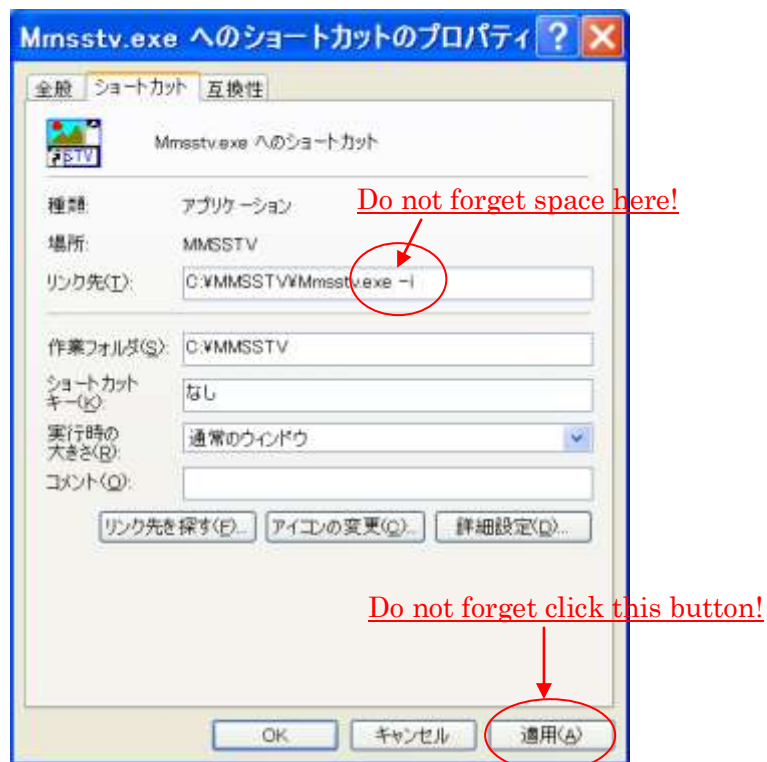 Mmsstv.exe へのショートカットのプロパティ
全般 ショートカット 互換性
Mmsstv.exe へのショートカット
種類: アプリケーション
Do not forget space here!
場所: MMSSTV
リンク先(T): C:¥MMSSTV¥Mmsstv.exe -i
作業フォルダ(S): C:¥MMSSTV
ショートカット
キー(K): なし
実行時の
大きさ(R): 通常のウィンドウ
コメント(O):
リンク先を探す(F)... アイコンの変更(C)... 詳細設定(D)...
Do not forget click this button!
OK キャンセル 適用(A)